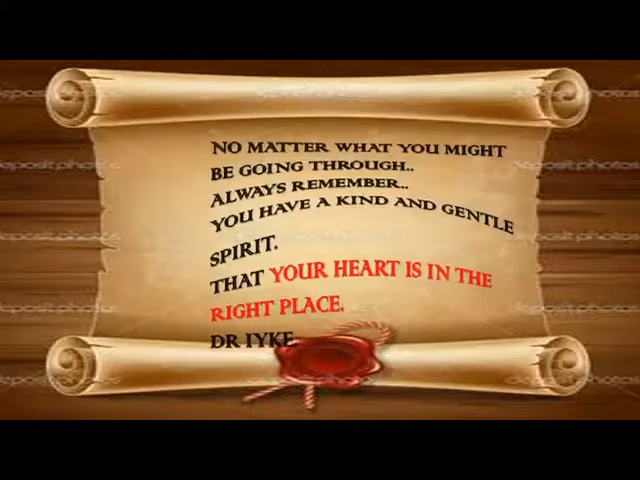 NO MATTER WHAT YOU MIGHT
BE GOING THROUGH..
ALWAYS REMEMBER..
YOU HAVE A KIND AND GENTLE
SPIRIT.
THAT YOUR HEART IS IN THE
RIGHT PLACE.
DR IYKE.